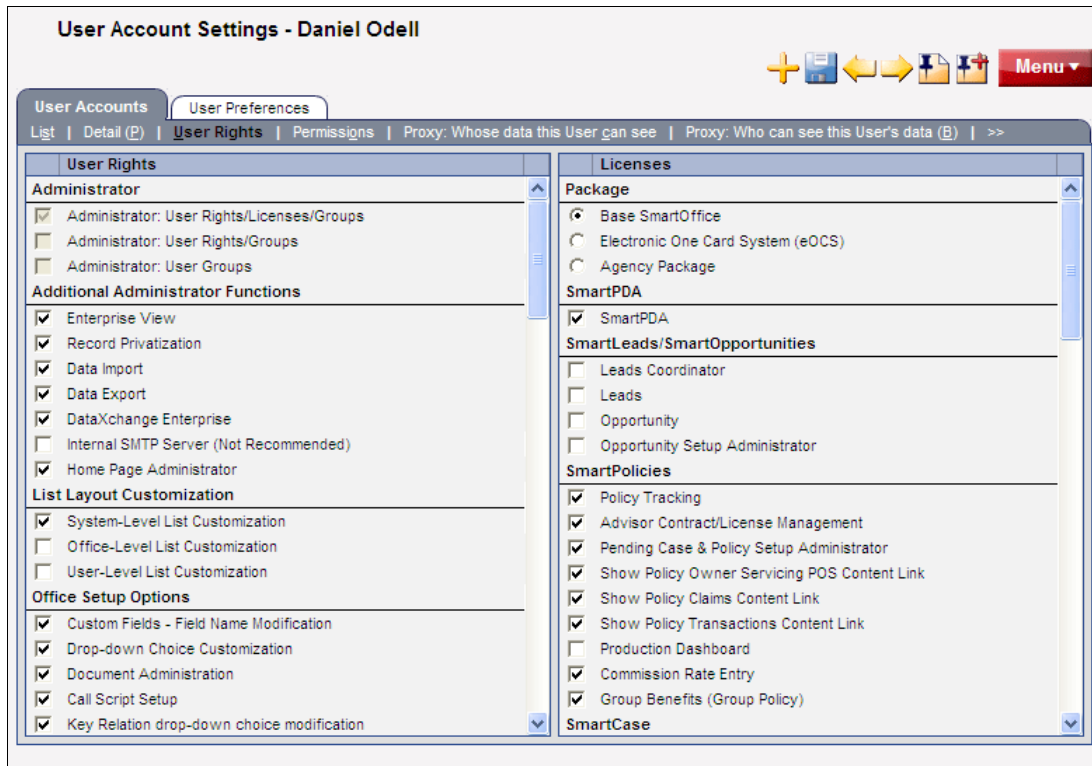 User Account Settings - Daniel Odell
Menu
User Accounts
User Preferences
List | Detail (P) | User Rights | Permissions | Proxy: Whose data this User can see | Proxy: Who can see this User's data (B) | >>
User Rights
Administrator
Administrator: User Rights/Licenses/Groups
Administrator: User Rights/Groups
Administrator: User Groups
Additional Administrator Functions
Enterprise View
Record Privatization
Data Import
Data Export
DataXchange Enterprise
Internal SMTP Server (Not Recommended)
Home Page Administrator
List Layout Customization
System-Level List Customization
Office-Level List Customization
User-Level List Customization
Office Setup Options
Custom Fields - Field Name Modification
Drop-down Choice Customization
Document Administration
Call Script Setup
Key Relation drop-down choice modification
Licenses
Package
Base SmartOffice
Electronic One Card System (eOCS)
Agency Package
SmartPDA
SmartPDA
SmartLeads/SmartOpportunities
Leads Coordinator
Leads
Opportunity
Opportunity Setup Administrator
SmartPolicies
Policy Tracking
Advisor Contract/License Management
Pending Case & Policy Setup Administrator
Show Policy Owner Servicing POS Content Link
Show Policy Claims Content Link
Show Policy Transactions Content Link
Production Dashboard
Commission Rate Entry
Group Benefits (Group Policy)
SmartCase